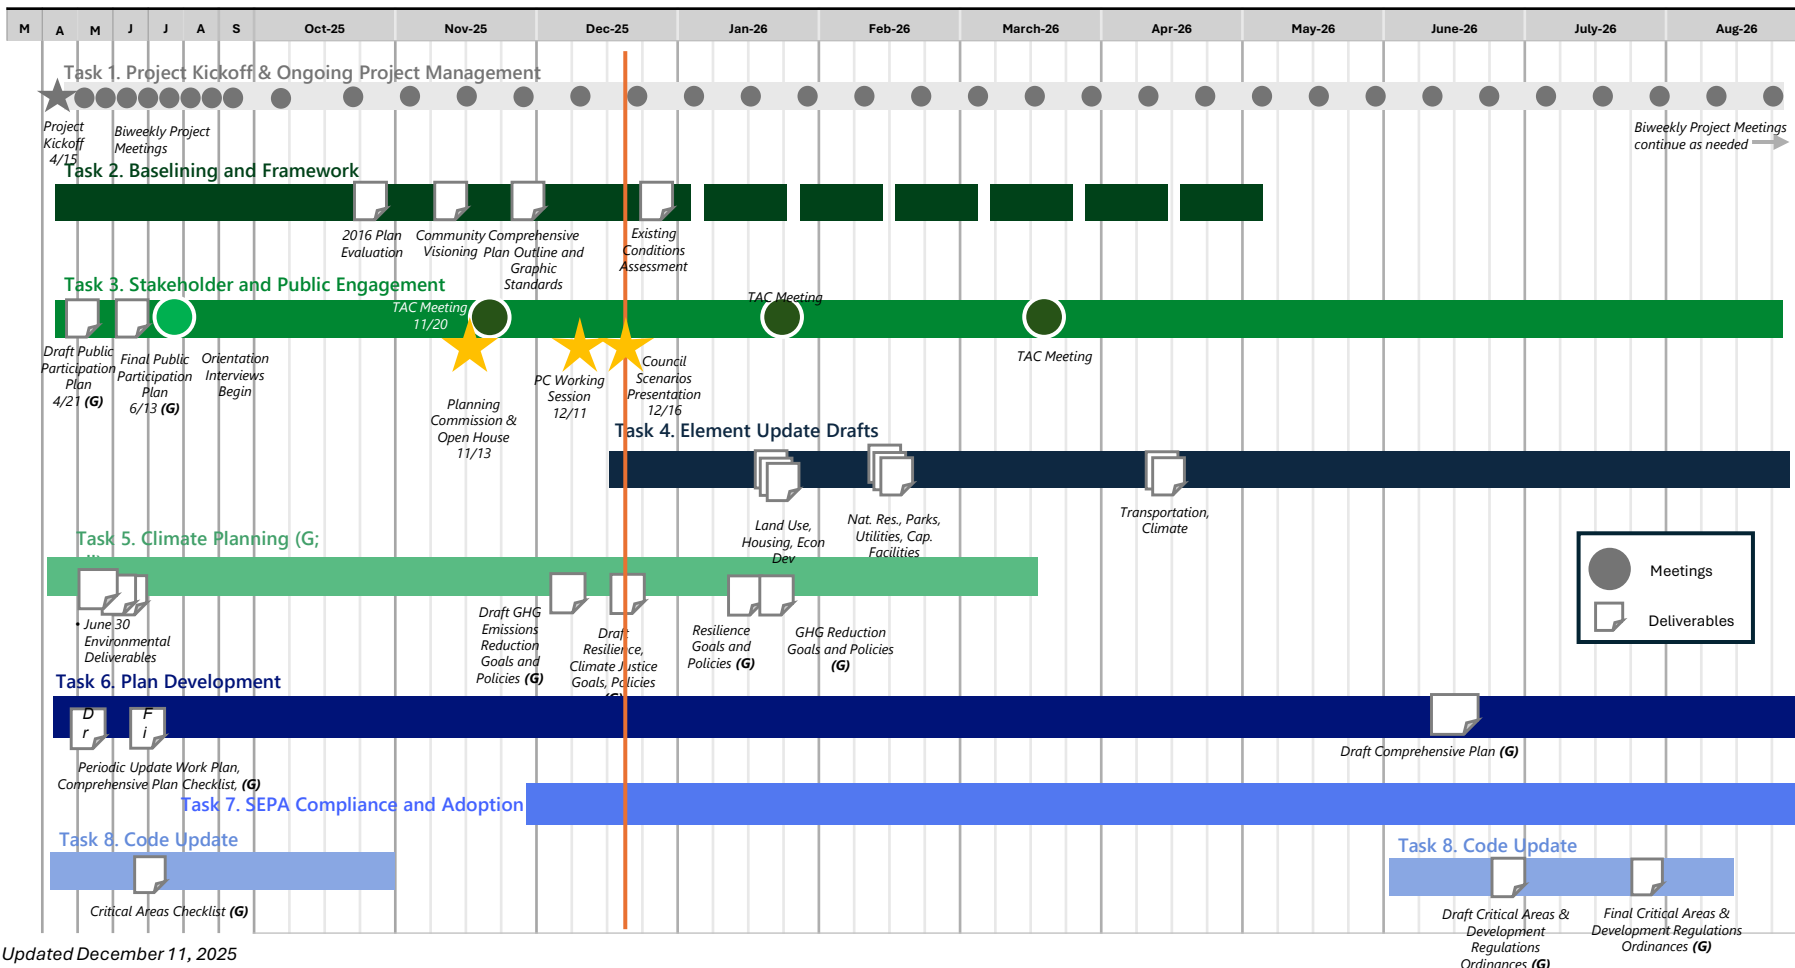 M A M J J A S Oct-25 Nov-25 Dec-25 Jan-26 Feb-26 March-26 Apr-26 May-26 June-26 July-26 Aug-26
Task 1. Project Kickoff & Ongoing Project Management
Project
Kickoff
4/15
Biweekly Project
Meetings
Biweekly Project Meetings
continue as needed
Task 2. Baselining and Framework
2016 Plan
Evaluation
Community
Visioning
Comprehensive
Plan Outline and
Graphic
Standards
Existing
Conditions
Assessment
Task 3. Stakeholder and Public Engagement
TAC Meeting
11/20
TAC Meeting
TAC Meeting
Draft Public
Participation
Plan
4/21 (G)
Final Public
Participation
Plan
6/13 (G)
Orientation
Interviews
Begin
Planning
Commission &
Open House
11/13
PC Working
Session
12/11
Council
Scenarios
Presentation
12/16
Task 4. Element Update Drafts
Land Use,
Housing, Econ
Dev
Nat. Res., Parks,
Utilities, Cap.
Facilities
Transportation,
Climate
Task 5. Climate Planning (G;
• June 30
Environmental
Deliverables
Draft GHG
Emissions
Reduction
Goals and
Policies (G)
Draft
Resilience,
Climate Justice
Goals, Policies
Resilience
Goals and
Policies (G)
GHG Reduction
Goals and Policies
(G)
Meetings
Deliverables
Task 6. Plan Development
D
r
F
i
Periodic Update Work Plan,
Comprehensive Plan Checklist, (G)
Draft Comprehensive Plan (G)
Task 7. SEPA Compliance and Adoption
Task 8. Code Update
Critical Areas Checklist (G)
Task 8. Code Update
Draft Critical Areas &
Development
Regulations
Ordinances (G)
Final Critical Areas &
Development Regulations
Ordinances (G)
Updated December 11, 2025